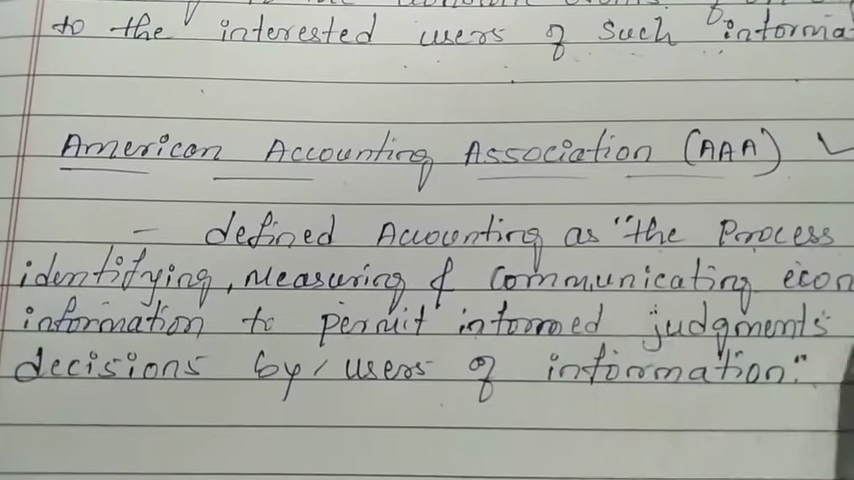 to the interested users of such informa
American Accounting Association (AAA)
- defined Accounting as "the Process
identifying, Measuring & Communicating econ
information to permit informed judgments
decisions by users of information."